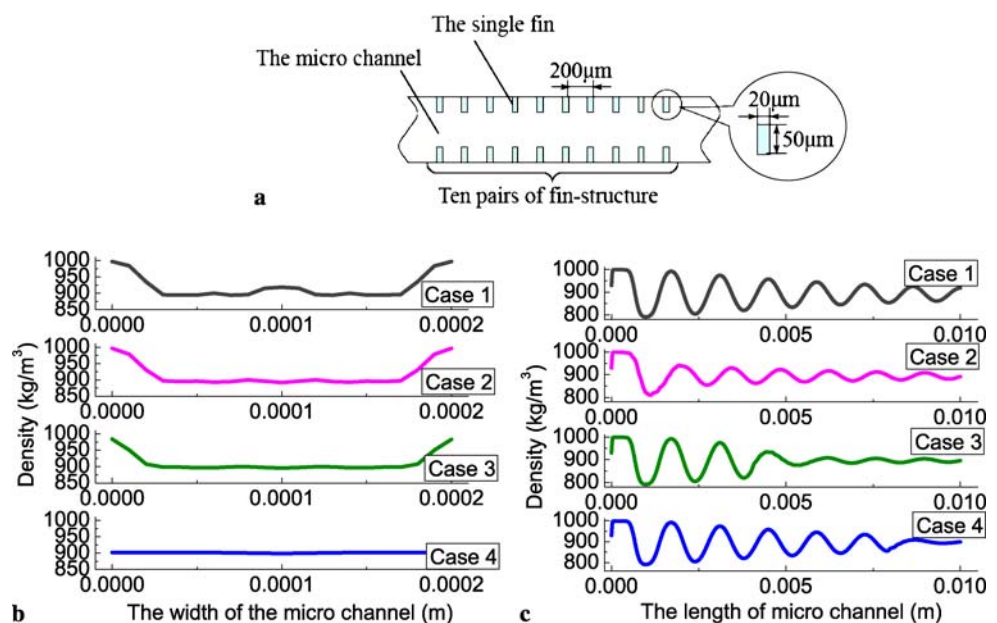 The single fin
The micro channel
200μm
20μm
50μm
Ten pairs of fin-structure
a
1000
950
900
850
Case 1
0.0000
0.0001
0.0002
1000
950
900
850
Case 2
0.0000
0.0001
0.0002
1000
950
900
850
Case 3
0.0000
0.0001
0.0002
1000
950
900
850
Case 4
0.0000
0.0001
0.0002
Density (kg/m³)
The width of the micro channel (m)
b
1000
900
800
Case 1
0.000
0.005
0.010
1000
900
800
Case 2
0.000
0.005
0.010
1000
900
800
Case 3
0.000
0.005
0.010
1000
900
800
Case 4
0.000
0.005
0.010
Density (kg/m³)
The length of micro channel (m)
c